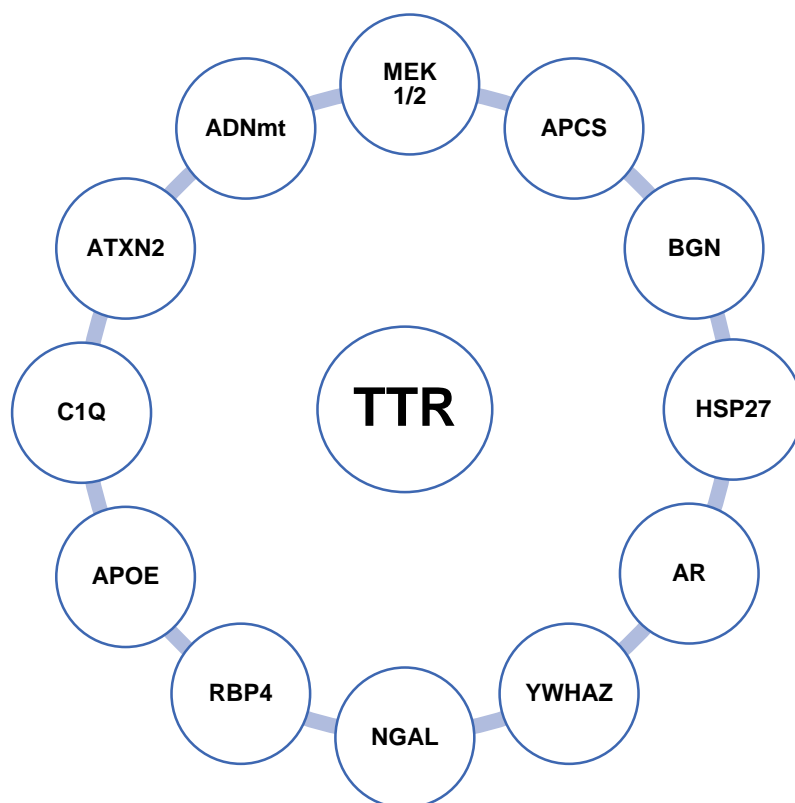 MEK
1/2
ADNmt
APCS
ATXN2
BGN
TTR
C1Q
HSP27
APOE
AR
RBP4
YWHAZ
NGAL